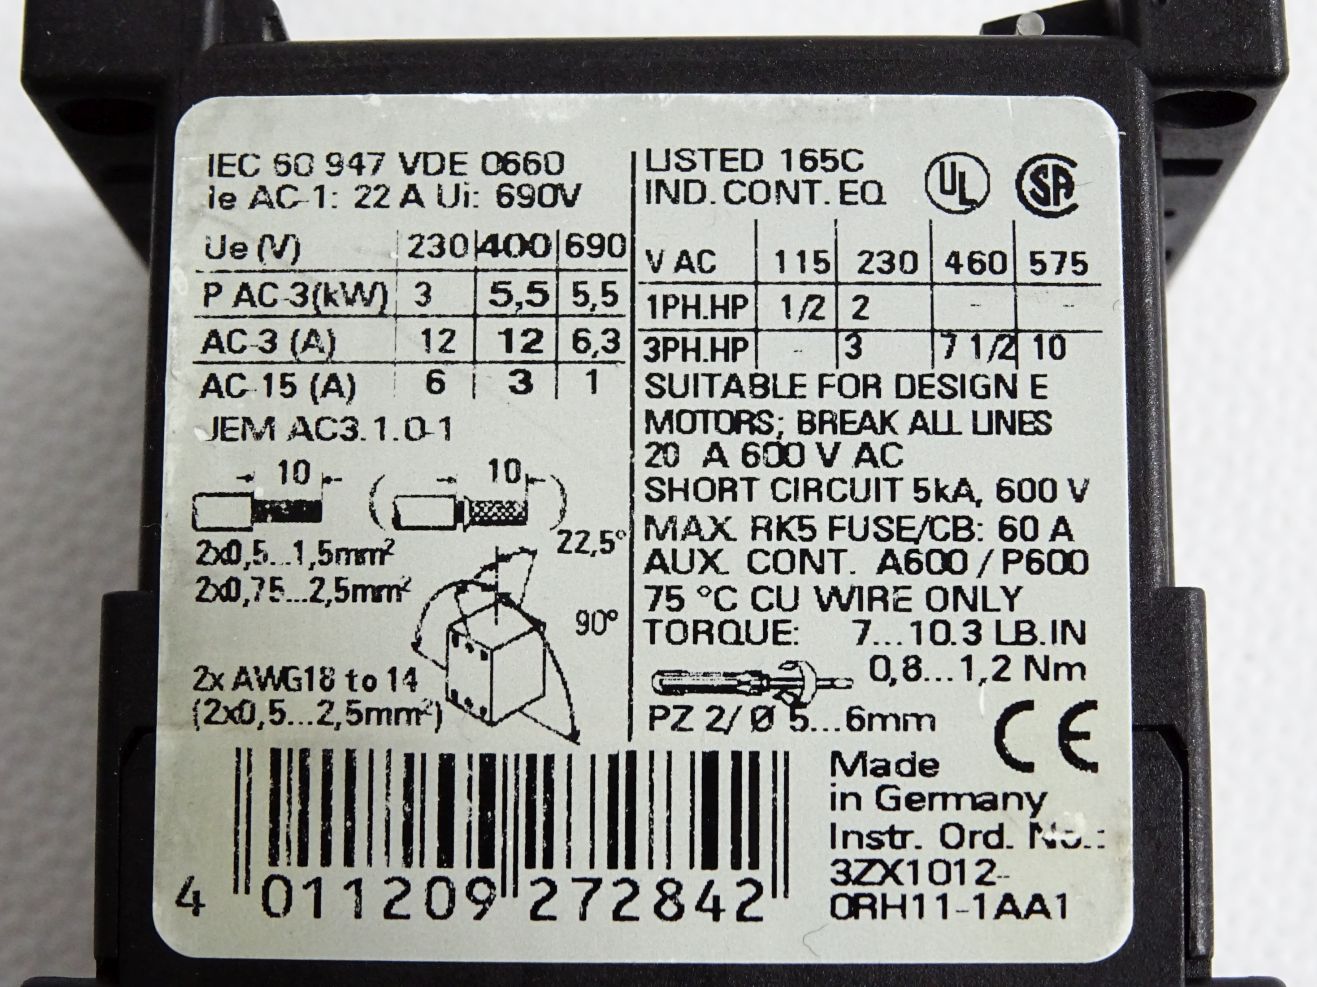 IEC 60 947 VDE 0660
Ie AC-1: 22 A Ui: 690V
Ue (V) 230 400 690
P AC-3(kW) 3 5,5 5,5
AC-3 (A) 12 12 6,3
AC-15 (A) 6 3 1
JEM AC3.1.0-1
10 10
2x0,5...1,5mm²
2x0,75...2,5mm²
22,5°
90°
2x AWG18 to 14
(2x0,5...2,5mm²)
LISTED 165C
IND. CONT. EQ.
UL SA
V AC 115 230 460 575
1PH.HP 1/2 2 - -
3PH.HP - 3 7 1/2 10
SUITABLE FOR DESIGN E
MOTORS; BREAK ALL LINES
20 A 600 V AC
SHORT CIRCUIT 5kA, 600 V
MAX. RK5 FUSE/CB: 60 A
AUX. CONT. A600 / P600
75 °C CU WIRE ONLY
TORQUE: 7...10.3 LB.IN
0,8...1,2 Nm
PZ 2/ Ø 5...6mm
CE
Made
in Germany
Instr. Ord. No.:
3ZX1012-
0RH11-1AA1
4 011209 272842